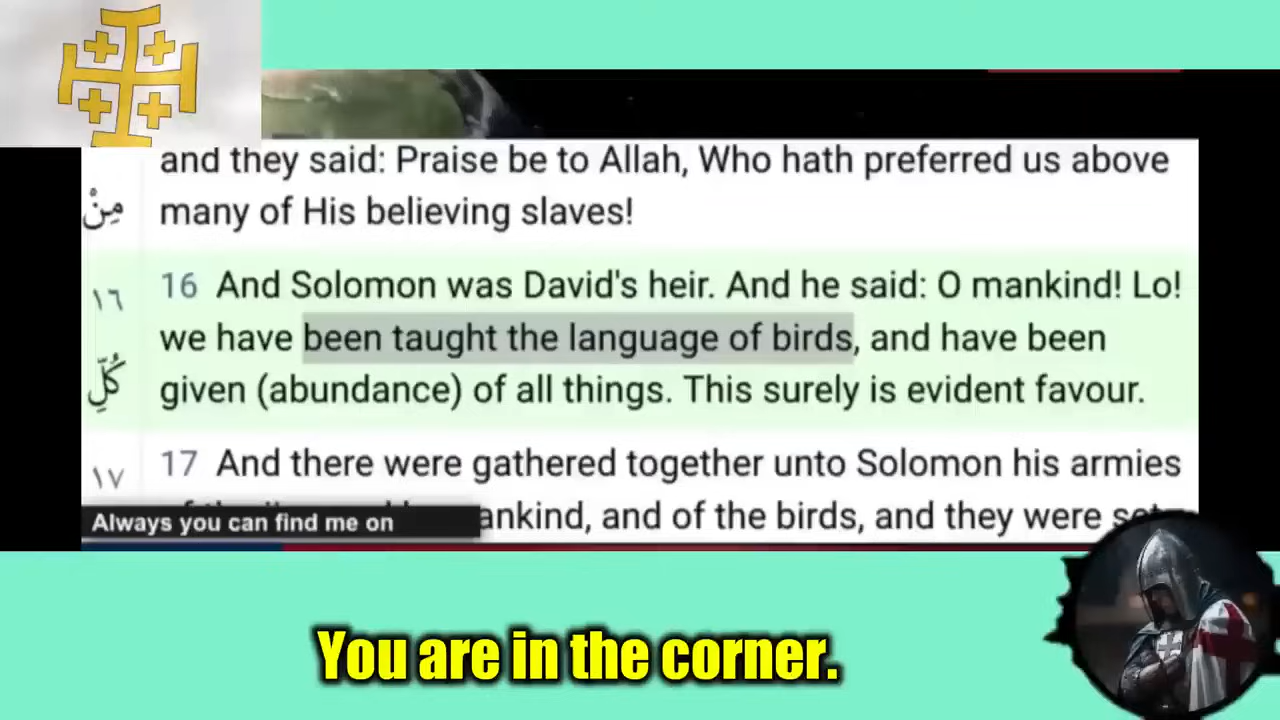 and they said: Praise be to Allah, Who hath preferred us above
مِنْ many of His believing slaves!
١٦ 16 And Solomon was David's heir. And he said: O mankind! Lo!
we have been taught the language of birds, and have been
كُلِّ given (abundance) of all things. This surely is evident favour.
١٧ 17 And there were gathered together unto Solomon his armies
and of the birds, and they were
Always you can find me on
You are in the corner.